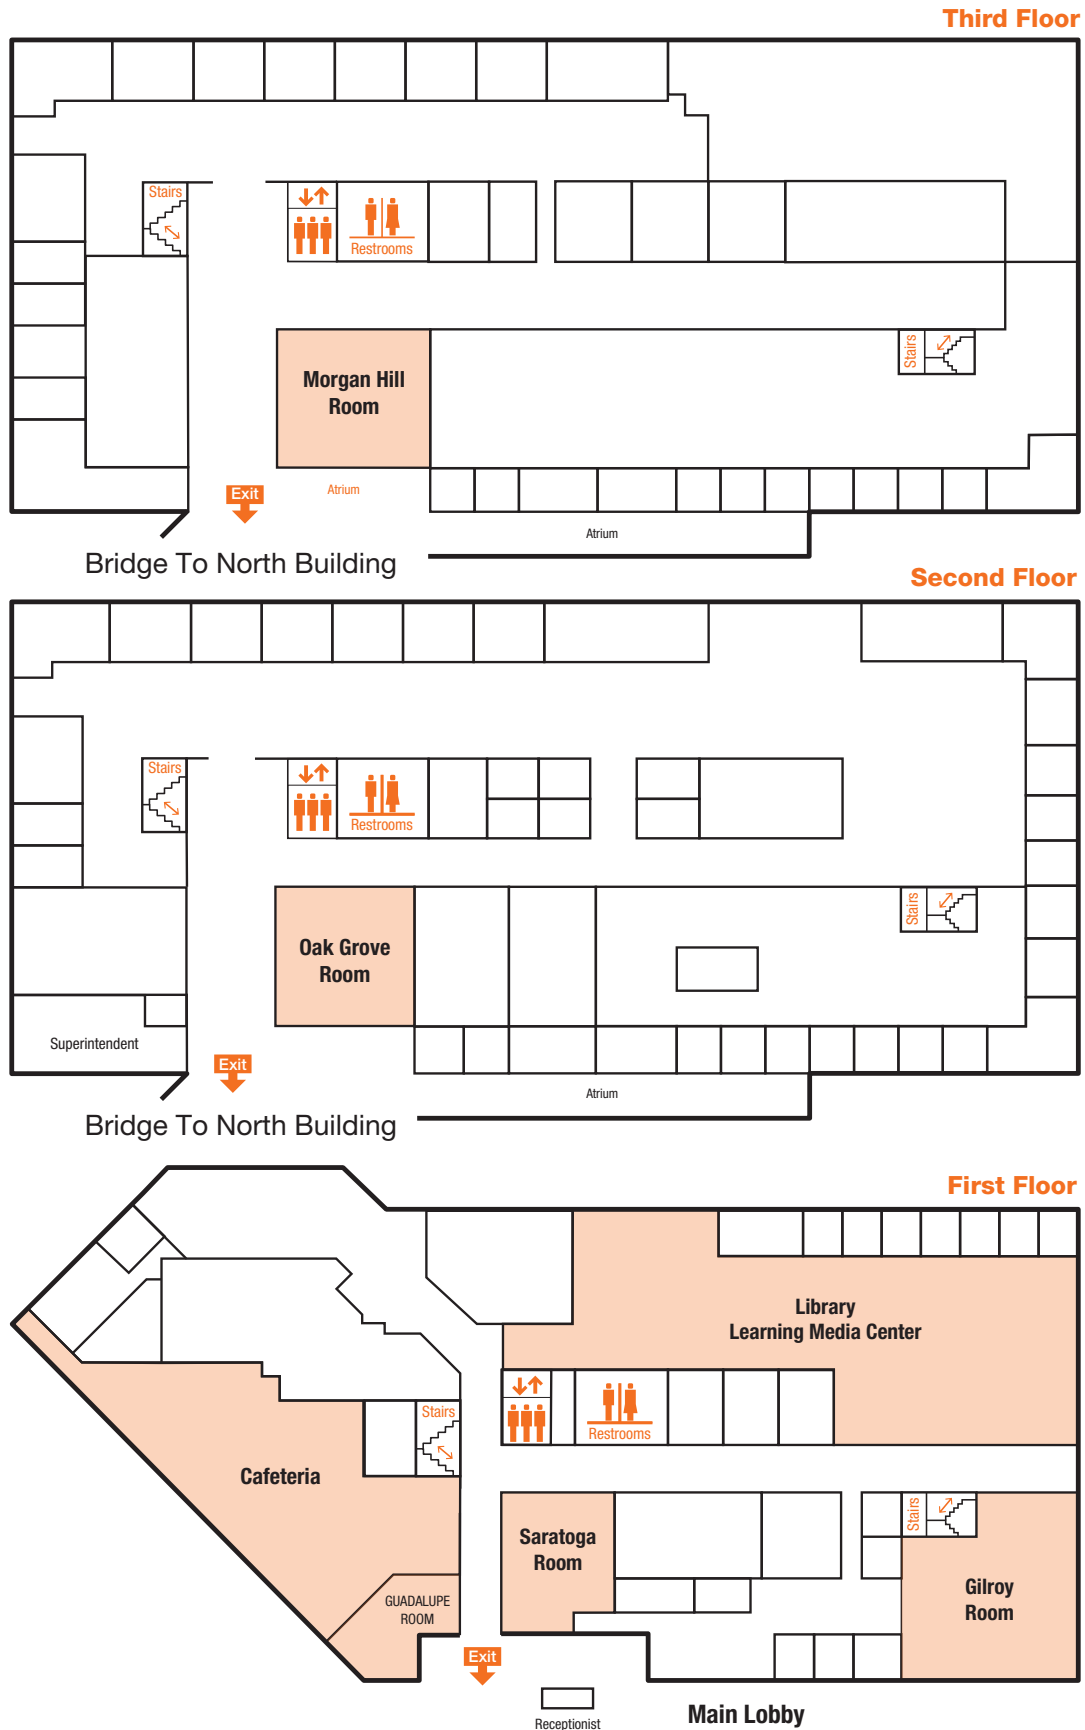 Third Floor
Stairs
Restrooms
Stairs
Morgan Hill
Room
Exit
Atrium
Atrium
Bridge To North Building
Second Floor
Stairs
Restrooms
Stairs
Oak Grove
Room
Superintendent
Exit
Atrium
Bridge To North Building
First Floor
Library
Learning Media Center
Stairs
Restrooms
Cafeteria
Stairs
Saratoga
Room
Gilroy
Room
GUADALUPE
ROOM
Exit
Main Lobby
Receptionist